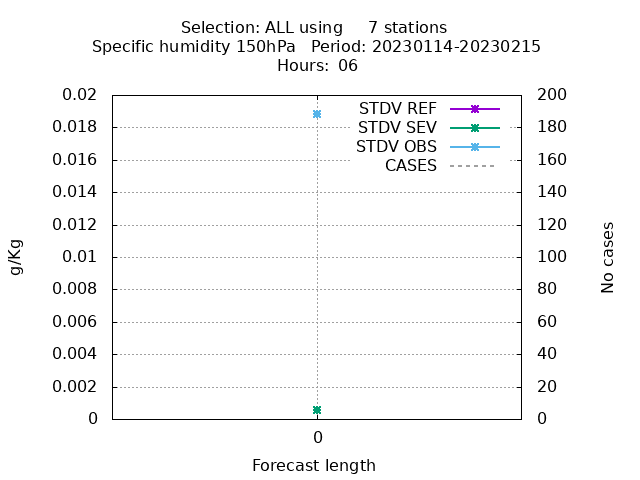 Selection: ALL using     7 stations
Specific humidity 150hPa   Period: 20230114-20230215
Hours: 06
0.02
0.018
0.016
0.014
0.012
0.01
0.008
0.006
0.004
0.002
0
g/Kg
STDV REF
STDV SEV
STDV OBS
CASES
200
180
160
140
120
100
80
60
40
20
0
No cases
0
Forecast length